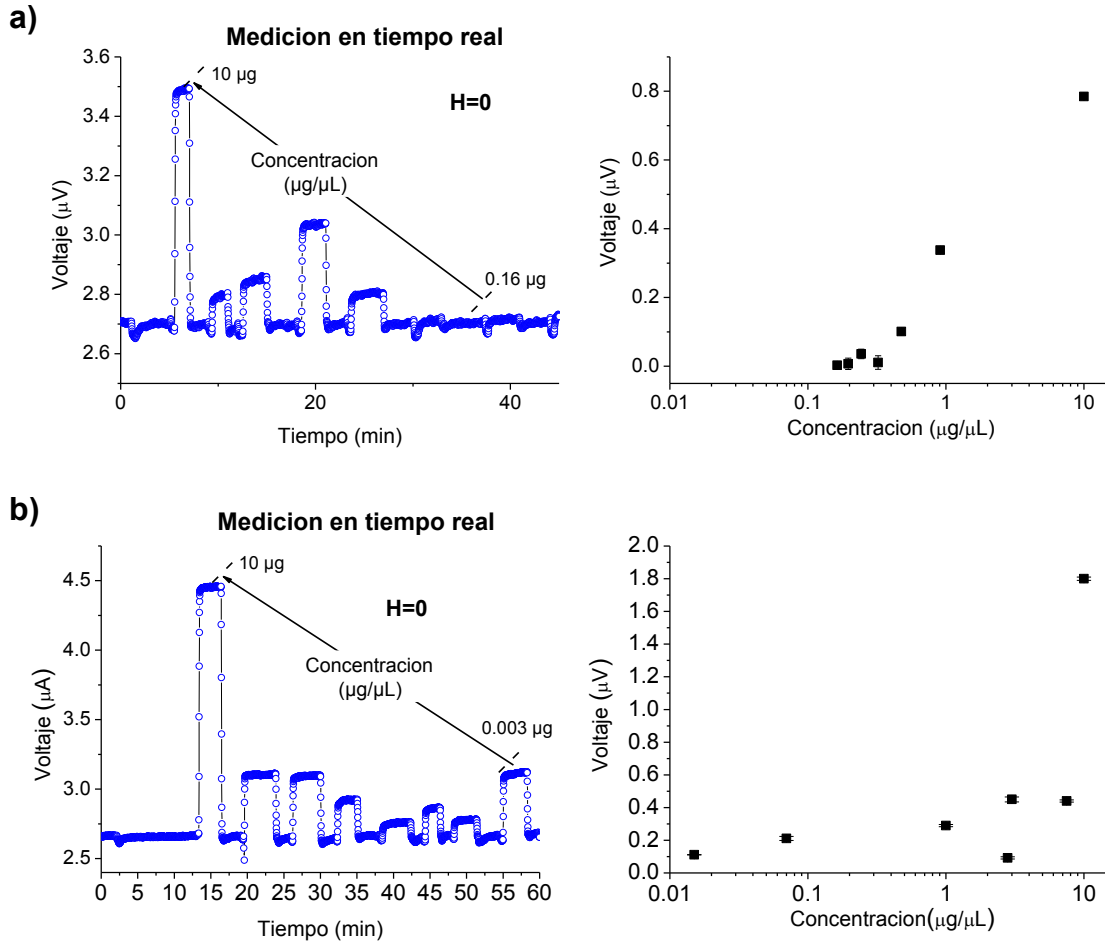 a)
Medicion en tiempo real
3.6
3.4
3.2
3.0
2.8
2.6
Voltaje (μV)
10 μg
H=0
Concentracion
(μg/μL)
0.16 μg
0
20
40
Tiempo (min)
0.8
0.6
0.4
0.2
0.0
Voltaje (μV)
0.01
0.1
1
10
Concentracion (μg/μL)
b)
Medicion en tiempo real
4.5
4.0
3.5
3.0
2.5
Voltaje (μA)
10 μg
H=0
Concentracion
(μg/μL)
0.003 μg
0 5 10 15 20 25 30 35 40 45 50 55 60
Tiempo (min)
2.0
1.8
1.6
1.4
1.2
1.0
0.8
0.6
0.4
0.2
0.0
Voltaje (μV)
0.01
0.1
1
10
Concentracion(μg/μL)